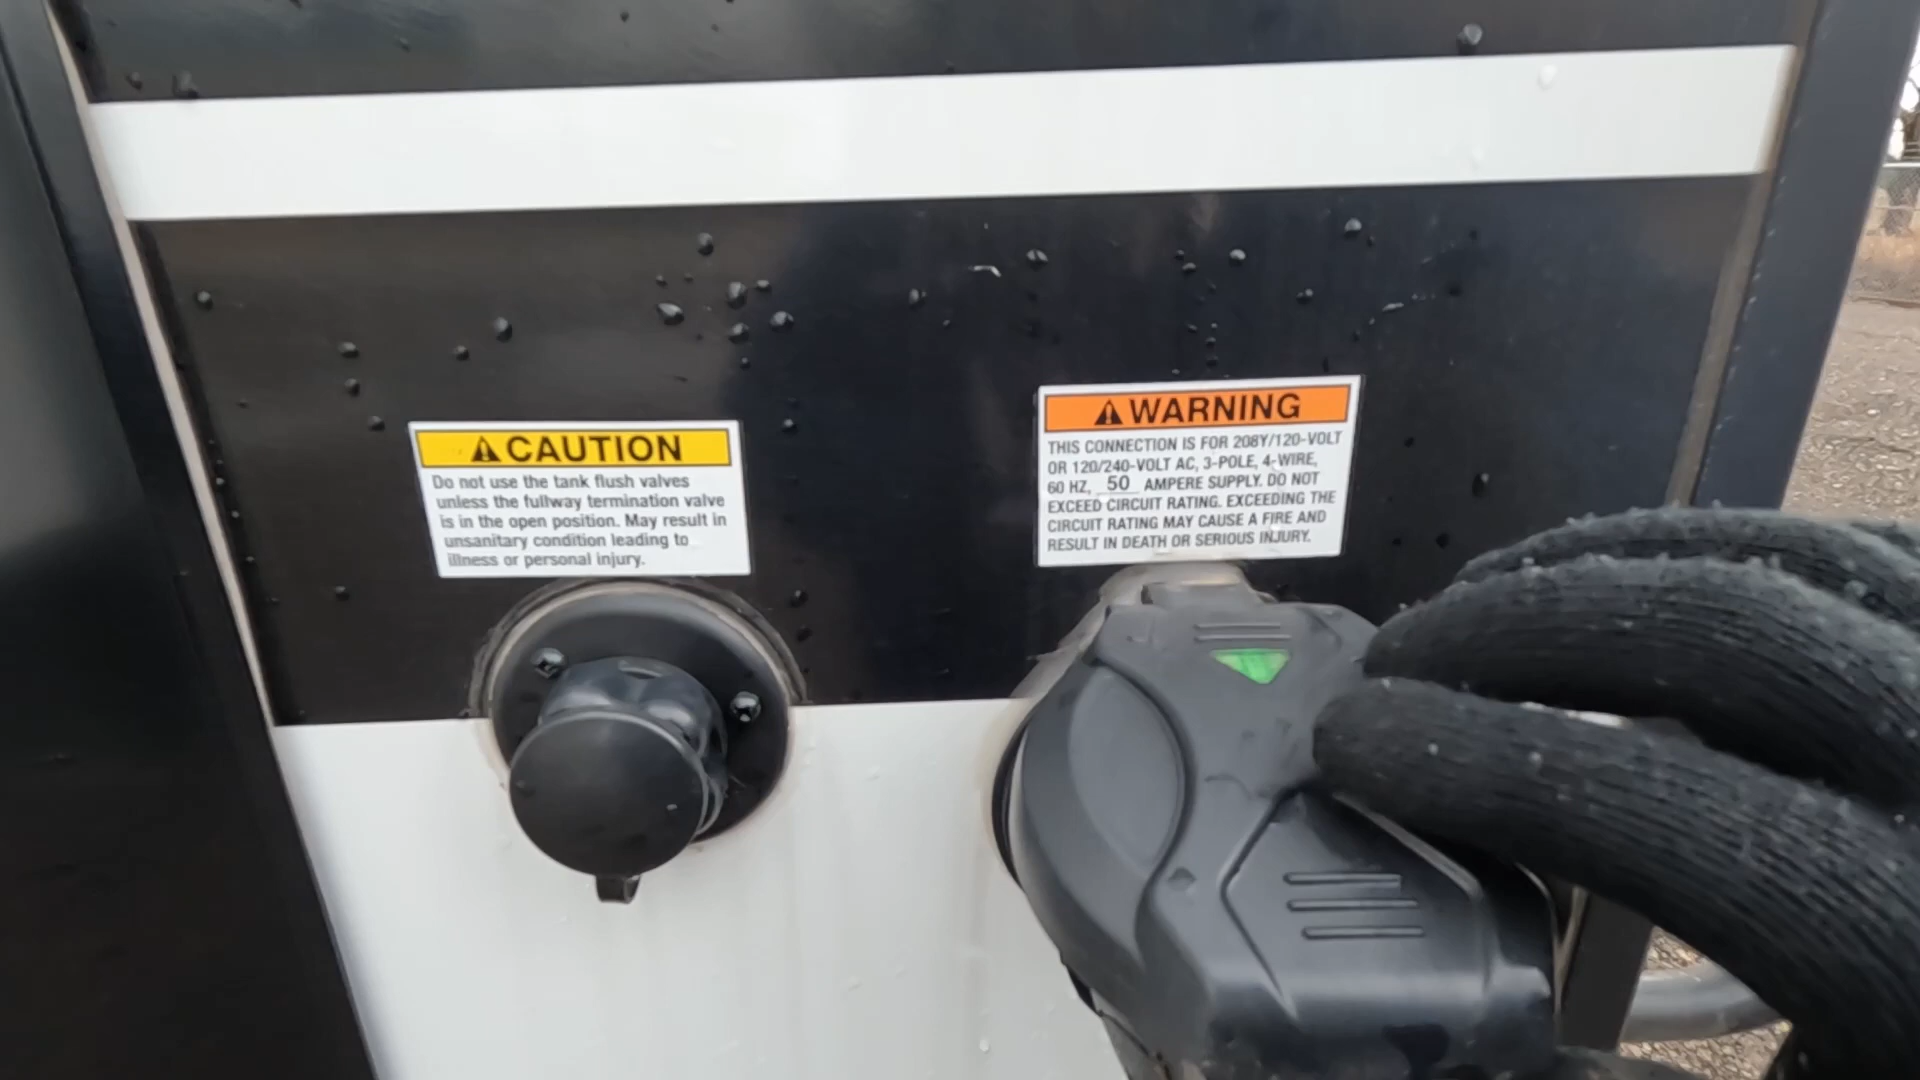 CAUTION
Do not use the tank flush valves
unless the fullway termination valve
is in the open position. May result in
unsanitary condition leading to
illness or personal injury.
WARNING
THIS CONNECTION IS FOR 208Y/120-VOLT
OR 120/240-VOLT AC, 3-POLE, 4-WIRE,
60 HZ, 50 AMPERE SUPPLY. DO NOT
EXCEED CIRCUIT RATING. EXCEEDING THE
CIRCUIT RATING MAY CAUSE A FIRE AND
RESULT IN DEATH OR SERIOUS INJURY.